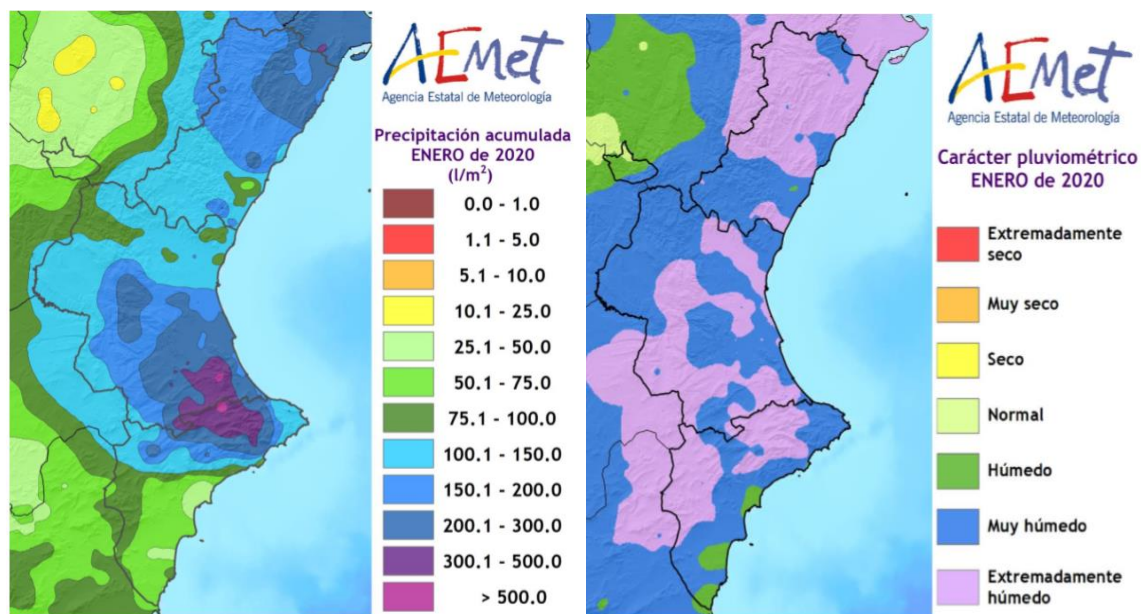 AEMet
Agencia Estatal de Meteorología
Precipitación acumulada
ENERO de 2020
(l/m²)
0.0 - 1.0
1.1 - 5.0
5.1 - 10.0
10.1 - 25.0
25.1 - 50.0
50.1 - 75.0
75.1 - 100.0
100.1 - 150.0
150.1 - 200.0
200.1 - 300.0
300.1 - 500.0
> 500.0
AEMet
Agencia Estatal de Meteorología
Carácter pluviométrico
ENERO de 2020
Extremadamente
seco
Muy seco
Seco
Normal
Húmedo
Muy húmedo
Extremadamente
húmedo